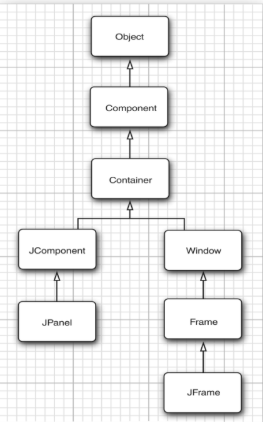 Object
Component
Container
JComponent
Window
JPanel
Frame
JFrame